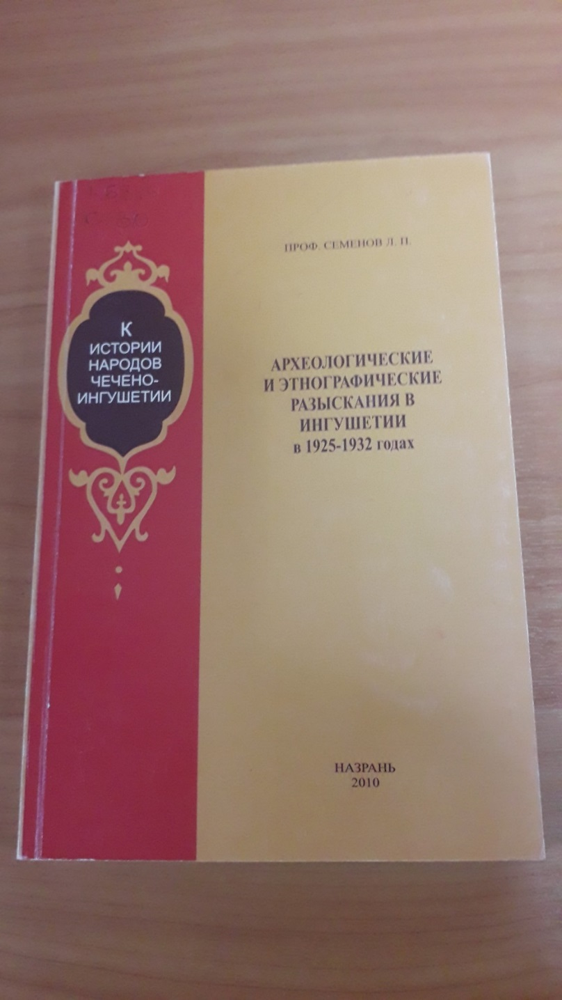 К
ИСТОРИИ
НАРОДОВ
ЧЕЧЕНО-
ИНГУШЕТИИ
ПРОФ. СЕМЕНОВ Л. П.
АРХЕОЛОГИЧЕСКИЕ
И ЭТНОГРАФИЧЕСКИЕ
РАЗЫСКАНИЯ В
ИНГУШЕТИИ
в 1925-1932 годах
НАЗРАНЬ
2010